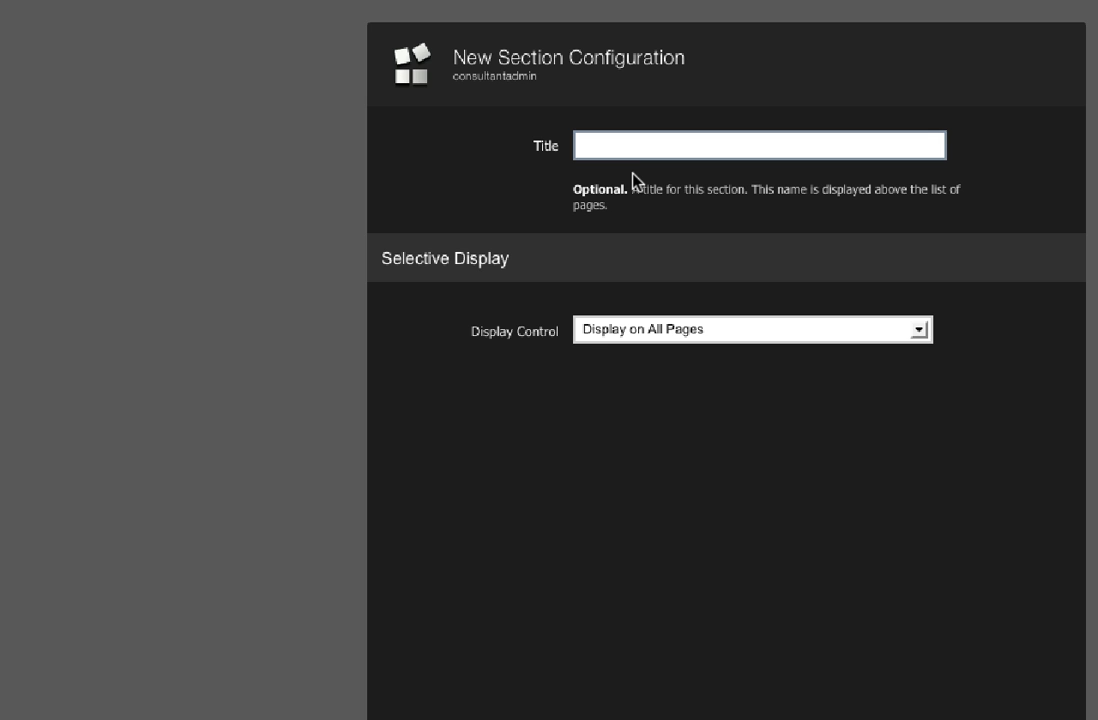 New Section Configuration
consultantadmin
Title
Optional. title for this section. This name is displayed above the list of
pages.
Selective Display
Display Control
Display on All Pages